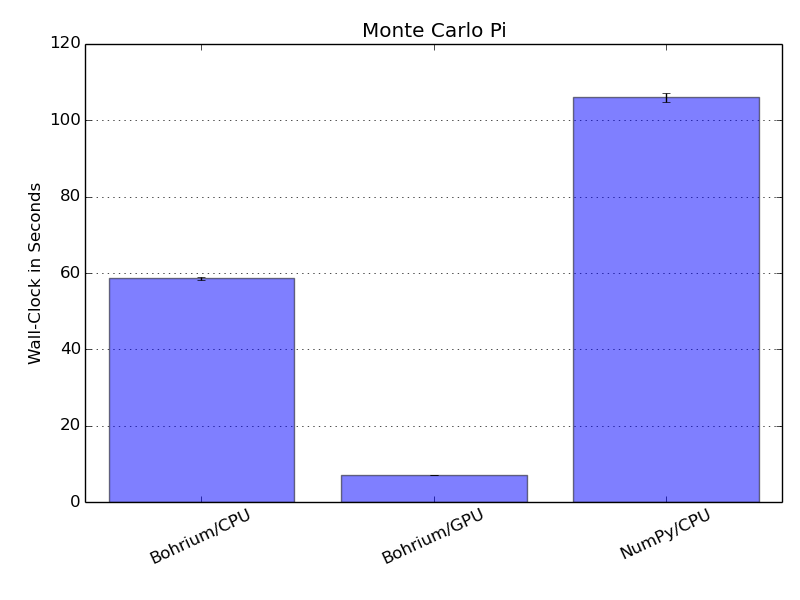 Monte Carlo Pi
120
100
80
60
40
20
0
Wall-Clock in Seconds
Bohrium/CPU
Bohrium/GPU
NumPy/CPU